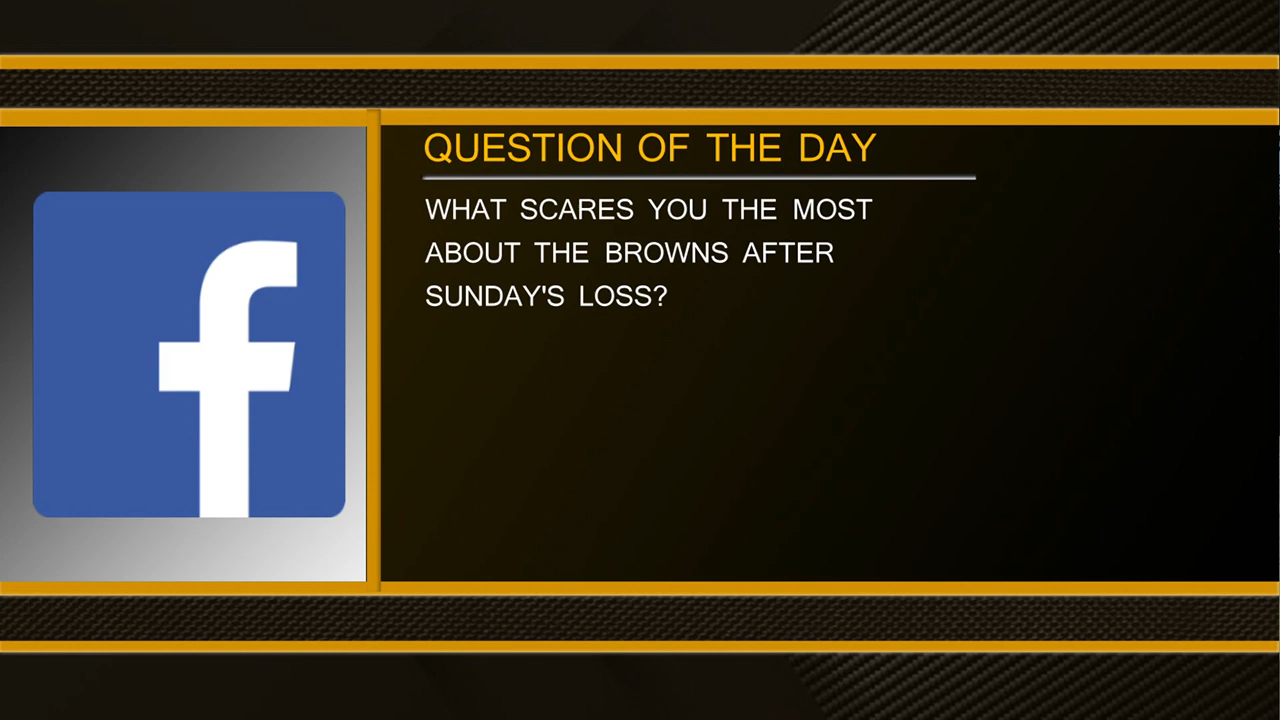 QUESTION OF THE DAY
WHAT SCARES YOU THE MOST
ABOUT THE BROWNS AFTER
SUNDAY'S LOSS?